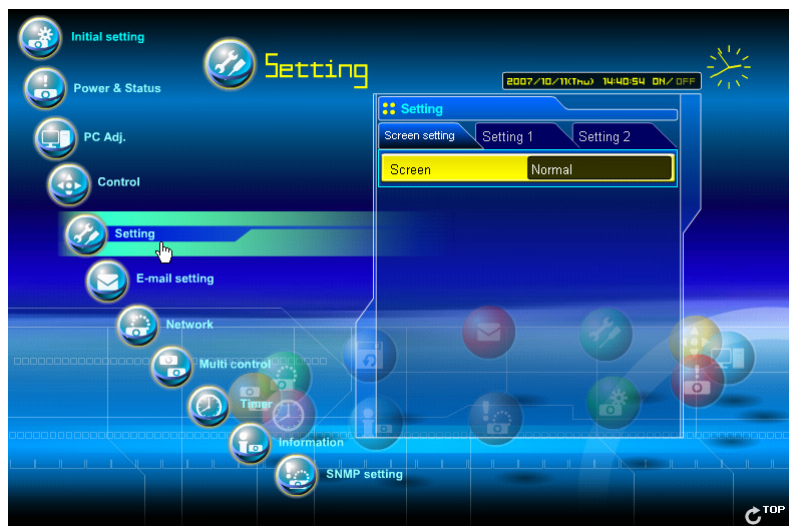 Initial setting
Setting
Power & Status
2007/10/11(Thu) 14:40:54 ON/OFF
Setting
PC Adj.
Screen setting Setting 1 Setting 2
Screen Normal
Control
Setting
E-mail setting
Network
Multi control
Timer
Information
SNMP setting
TOP